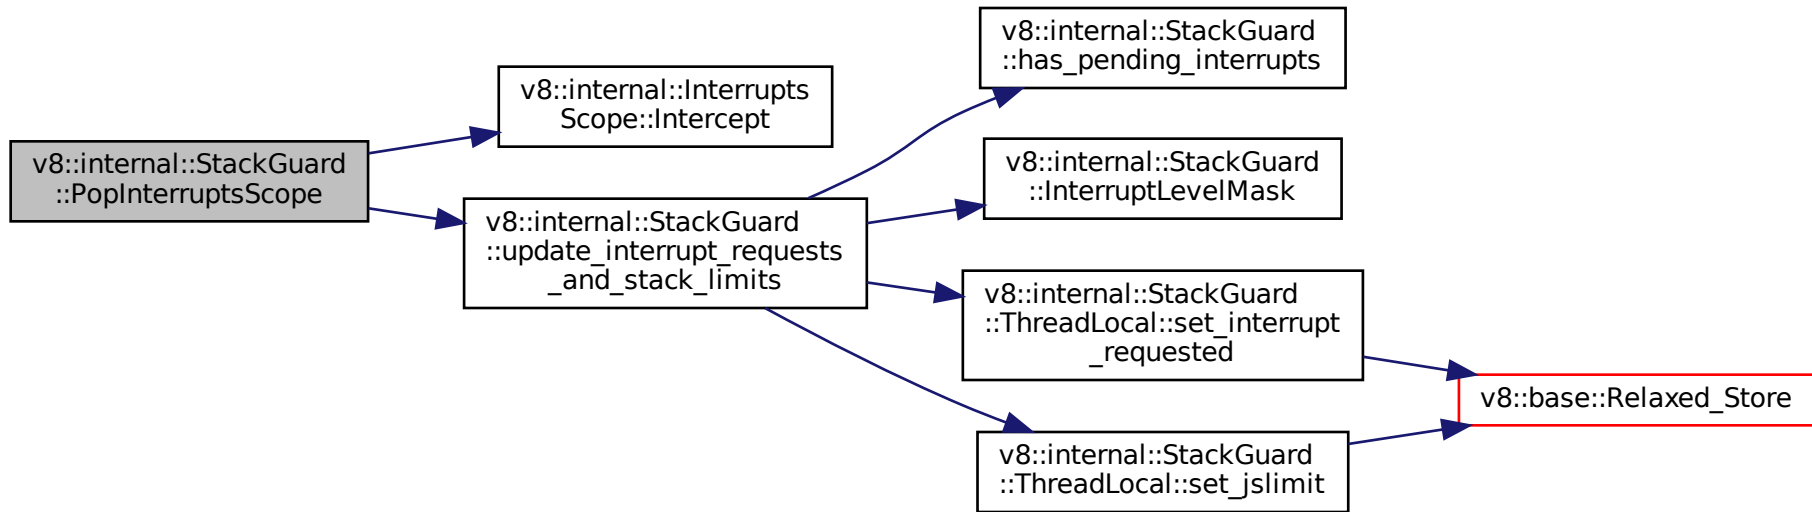 v8::internal::StackGuard
::PopInterruptsScope
v8::internal::Interrupts
Scope::Intercept
v8::internal::StackGuard
::update_interrupt_requests
_and_stack_limits
v8::internal::StackGuard
::has_pending_interrupts
v8::internal::StackGuard
::InterruptLevelMask
v8::internal::StackGuard
::ThreadLocal::set_interrupt
_requested
v8::internal::StackGuard
::ThreadLocal::set_jslimit
v8::base::Relaxed_Store